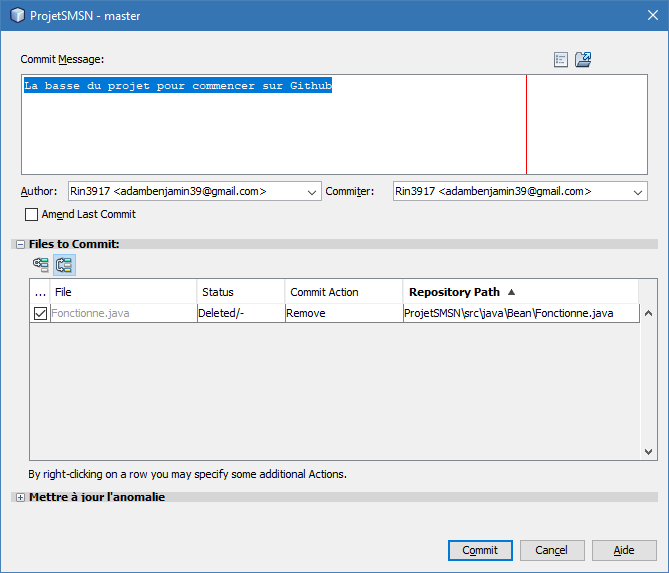 ProjetSMSN - master
Commit Message:
La basse du projet pour commencer sur Github
Author: Rin3917 <adambenjamin39@gmail.com> Commiter: Rin3917 <adambenjamin39@gmail.com>
Amend Last Commit
Files to Commit:
... File Status Commit Action Repository Path ▲
Fonctionne.java Deleted/- Remove ProjetSMSN\src\java\Bean\Fonctionne.java
By right-clicking on a row you may specify some additional Actions.
Mettre à jour l'anomalie
Commit Cancel Aide